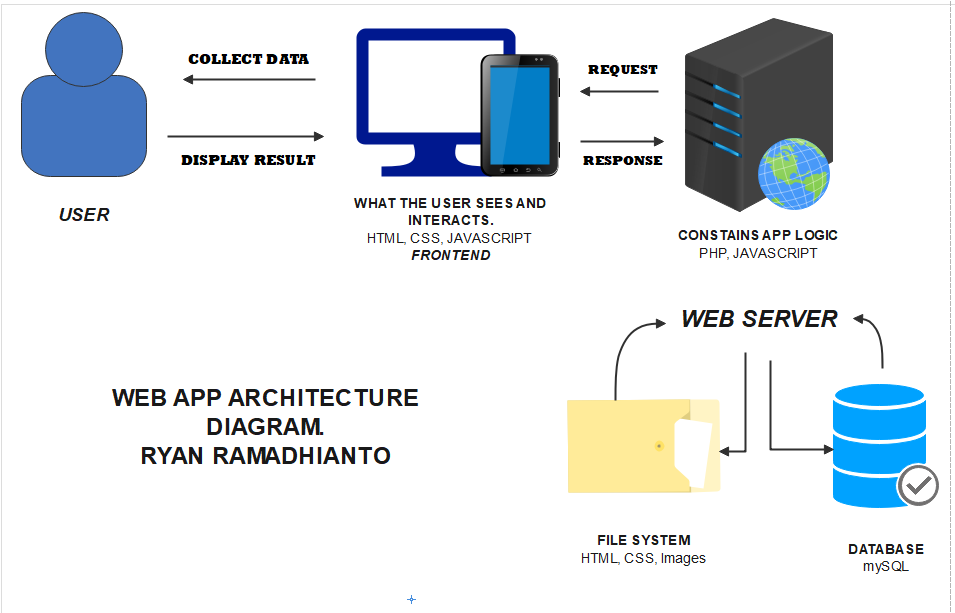 COLLECT DATA
DISPLAY RESULT
USER
WHAT THE USER SEES AND
INTERACTS.
HTML, CSS, JAVASCRIPT
FRONTEND
REQUEST
RESPONSE
CONSTAINS APP LOGIC
PHP, JAVASCRIPT
WEB SERVER
WEB APP ARCHITECTURE
DIAGRAM.
RYAN RAMADHIANTO
FILE SYSTEM
HTML, CSS, Images
DATABASE
mySQL